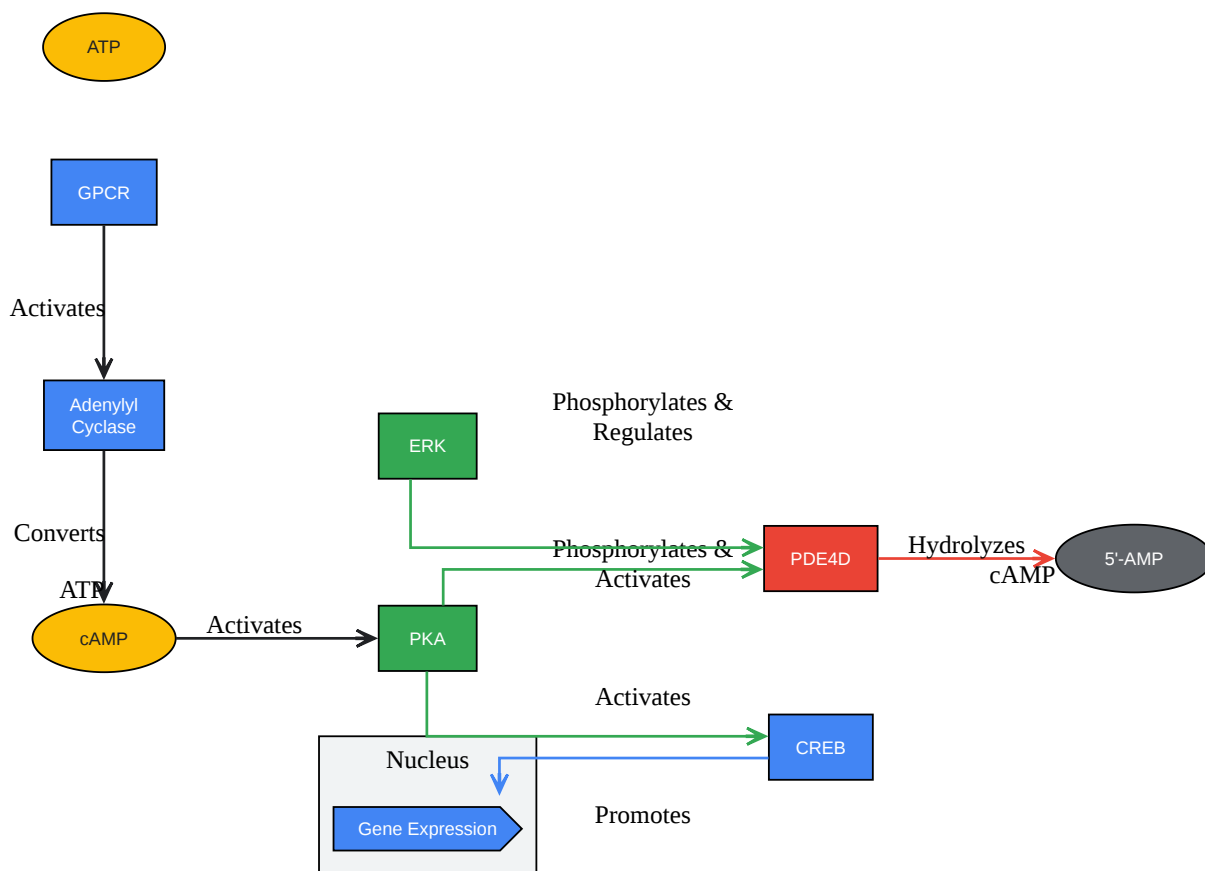 ATP
GPCR
Activates
Adenylyl
Cyclase
Phosphorylates &
Regulates
ERK
Converts
ATP
Phosphorylates &
Activates
PDE4D
Hydrolyzes
cAMP
5'-AMP
cAMP
Activates
PKA
Activates
CREB
Nucleus
Promotes
Gene Expression